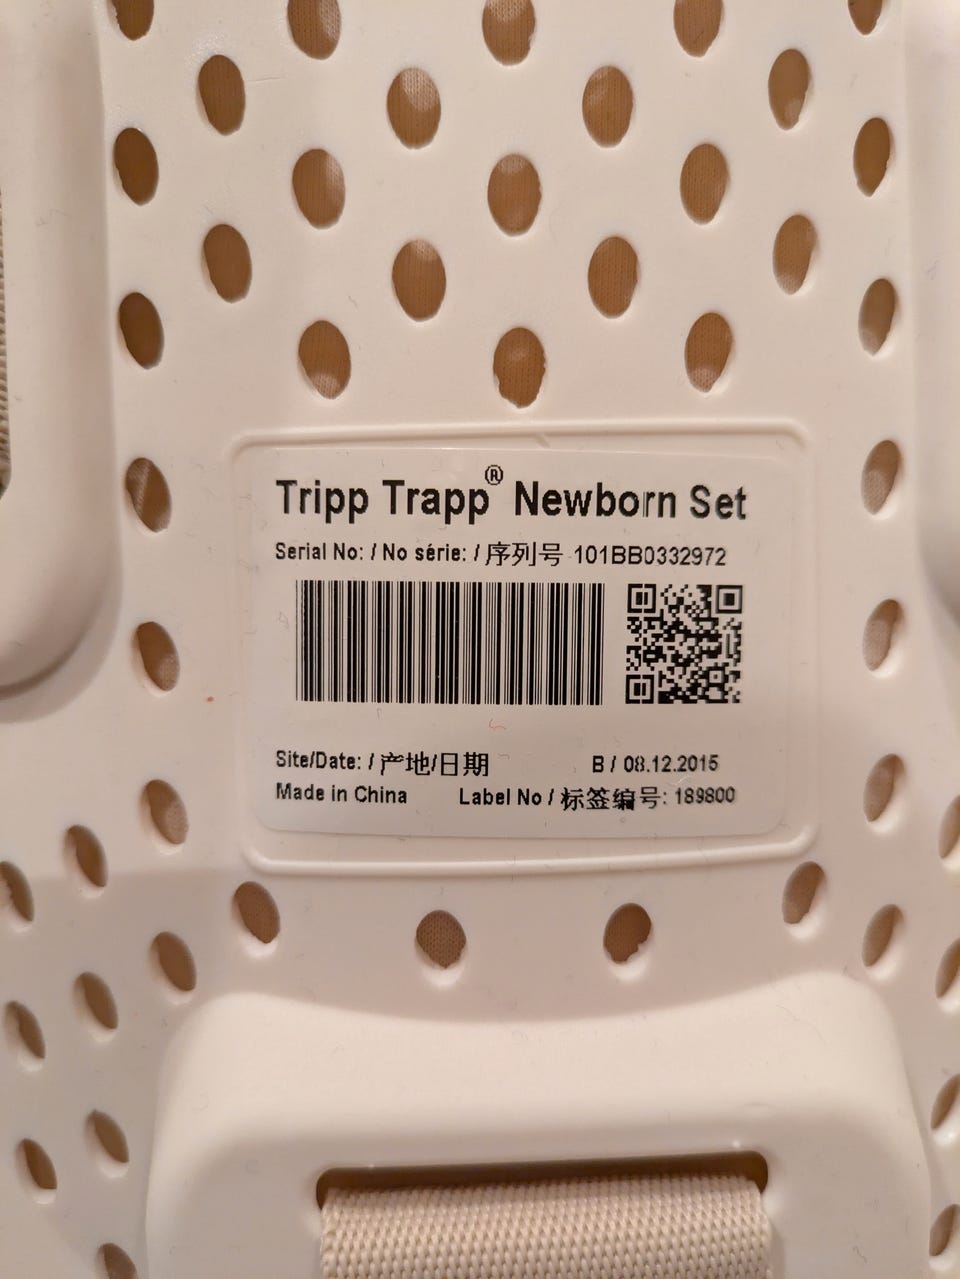 Tripp Trapp® Newborn Set
Serial No: / No série: / 序列号 101BB0332972
Site/Date: / 产地/日期 B / 08.12.2015
Made in China Label No / 标签编号: 189800